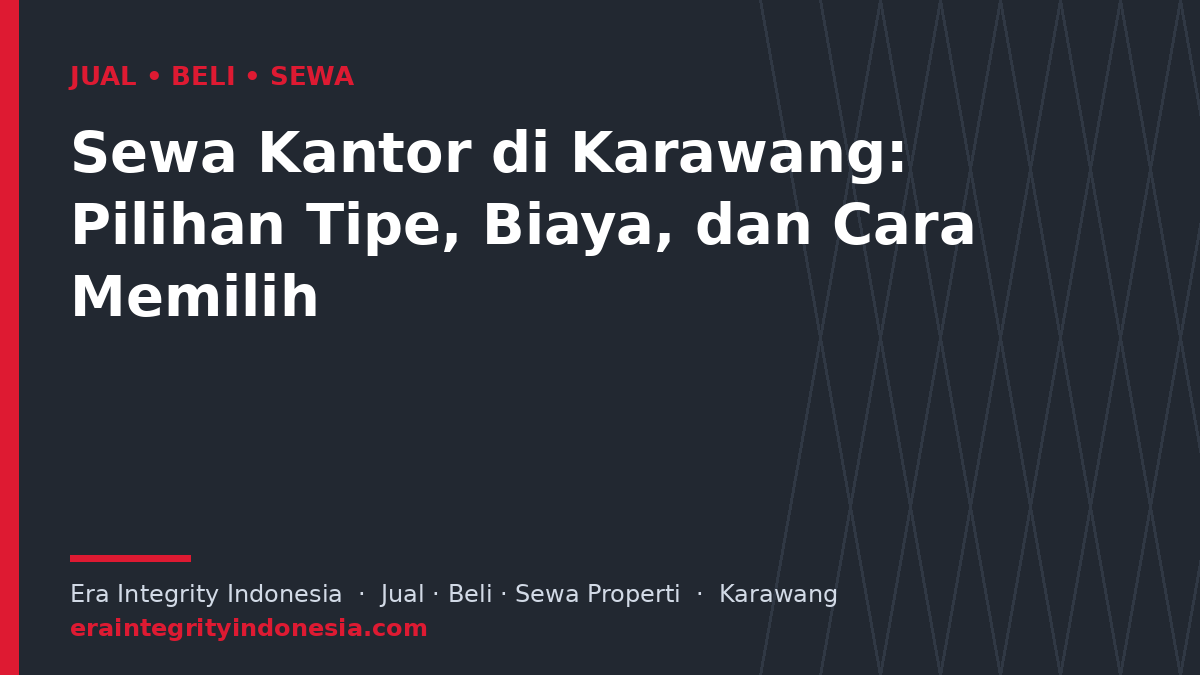 JUAL • BELI • SEWA
Sewa Kantor di Karawang:
Pilihan Tipe, Biaya, dan Cara
Memilih
Era Integrity Indonesia · Jual · Beli · Sewa Properti · Karawang
eraintegrityindonesia.com